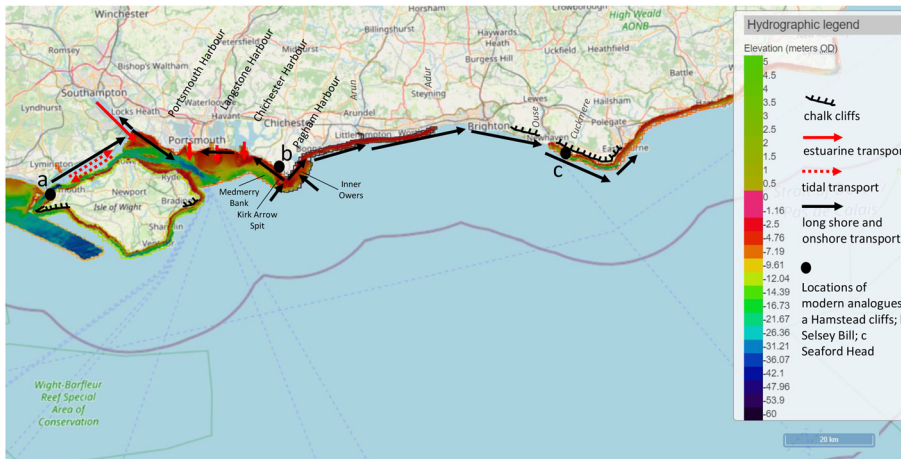 Winchester
Horsham
High Weald
AONB
Billingshurst
Romsey
Bishop's Waltham
Petersfield
Midhurst
Haywards
Heath
Uckfield
Heathfield
Burgess Hill
Southampton
Lyndhurst
Locks Heath
Waterlooville
Havant
Chichester
Arundel
Steyning
Lewes
Hailsham
Battle
Polegate
Portsmouth Harbour
Langstone Harbour
Chichester Harbour
Pagham Harbour
Arun
Adur
Ouse
Cuckmere
Lymington
Portsmouth
Littlehampton
Brighton
Newhaven
a
b
c
Newport
Isle of Wight
Ryde
Medmerry
Bank
Kirk Arrow
Spit
Inner
Owers
Wight-Barfleur
Reef Special
Area of
Conservation
Hydrographic legend
Elevation (meters OD)
5
4.5
4
3.5
3
2.5
2
1.5
1
0.5
0
-1.16
-2.5
-4.76
-7.19
-9.61
-12.04
-14.39
-16.73
-21.67
-26.36
-31.21
-36.07
-42.1
-47.96
-53.9
-60
chalk cliffs
estuarine transport
tidal transport
long shore and
onshore transport
Locations of
modern analogues
a Hamstead cliffs;
Selsey Bill; c
Seaford Head
20 km